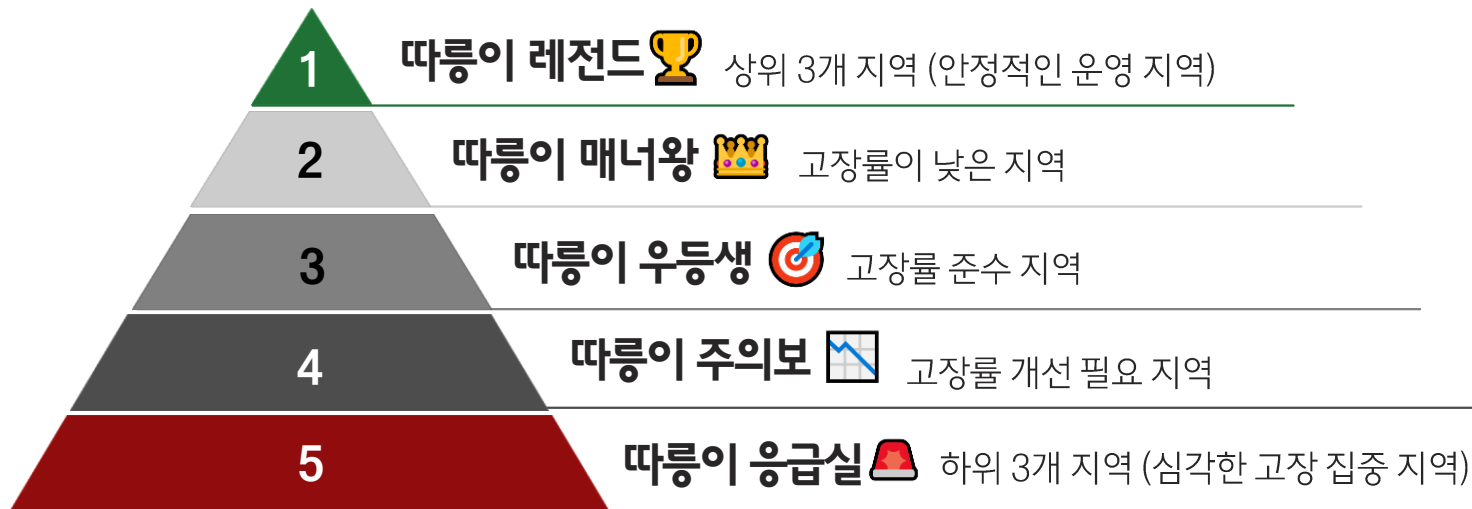 1 따릉이 레전드🏆 상위 3개 지역 (안정적인 운영 지역)
2 따릉이 매너왕 👑 고장률이 낮은 지역
3 따릉이 우등생 🎯 고장률 준수 지역
4 따릉이 주의보 📉 고장률 개선 필요 지역
5 따릉이 응급실🚨 하위 3개 지역 (심각한 고장 집중 지역)